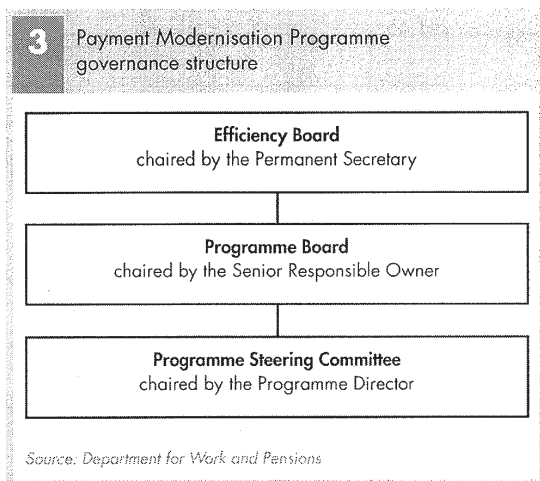 3
Payment Modernisation Programme
governance structure
Efficiency Board
chaired by the Permanent Secretary
Programme Board
chaired by the Senior Responsible Owner
Programme Steering Committee
chaired by the Programme Director
Source: Department for Work and Pensions